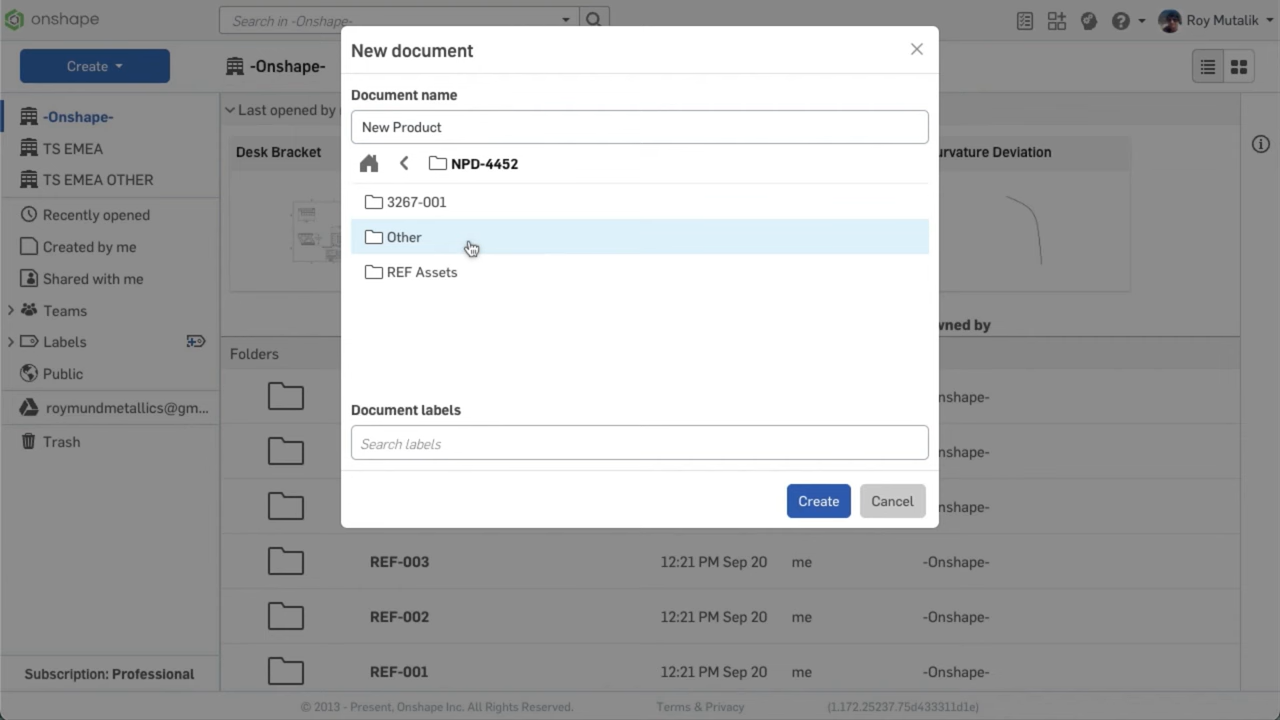 onshape
Search in -Onshape-
Roy Mutalik
Create
-Onshape-
-Onshape-
TS EMEA
TS EMEA OTHER
Recently opened
Created by me
Shared with me
Teams
Labels
Public
roymundmetallics@gm...
Trash
Subscription: Professional
Last opened by
Desk Bracket
urvature Deviation
wned by
Folders
nshape-
nshape-
nshape-
REF-003 12:21 PM Sep 20 me -Onshape-
REF-002 12:21 PM Sep 20 me -Onshape-
REF-001 12:21 PM Sep 20 me -Onshape-
New document
Document name
New Product
NPD-4452
3267-001
Other
REF Assets
Document labels
Search labels
Create Cancel
© 2013 - Present, Onshape Inc. All Rights Reserved. Terms & Privacy (1.172.25237.75d433311d1e)